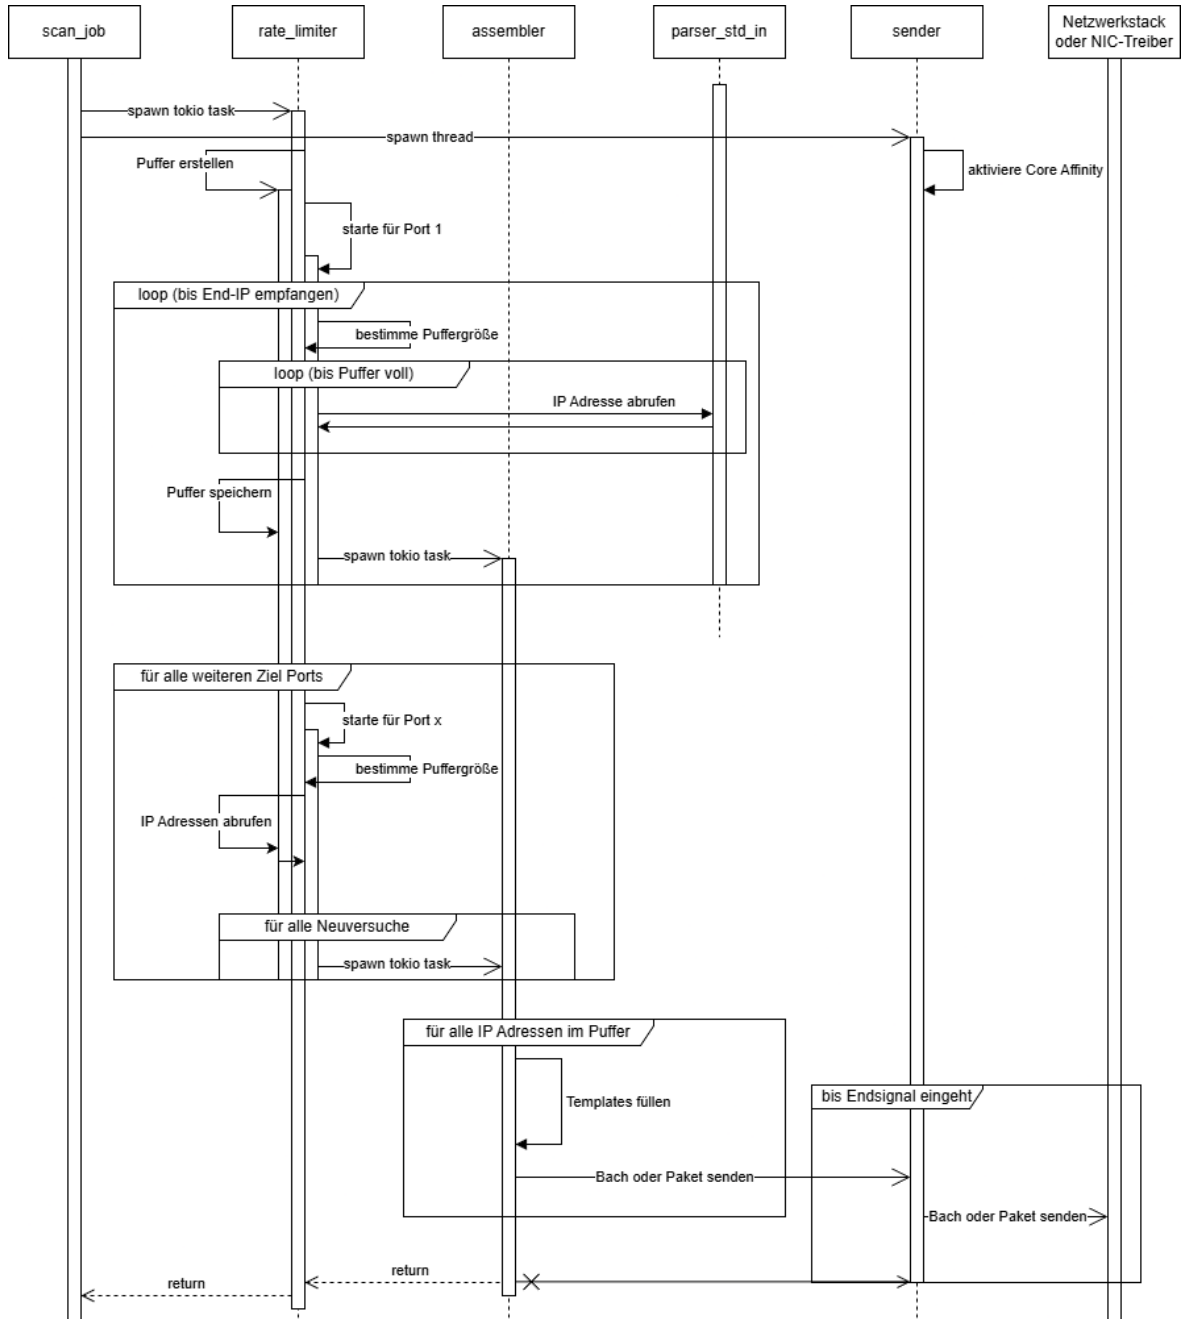 scan_job
rate_limiter
assembler
parser_std_in
sender
Netzwerkstack
oder NIC-Treiber
spawn tokio task
spawn thread
Puffer erstellen
aktiviere Core Affinity
starte für Port 1
loop (bis End-IP empfangen)
bestimme Puffergröße
loop (bis Puffer voll)
IP Adresse abrufen
Puffer speichern
spawn tokio task
für alle weiteren Ziel Ports
starte für Port x
bestimme Puffergröße
IP Adressen abrufen
für alle Neuversuche
spawn tokio task
für alle IP Adressen im Puffer
bis Endsignal eingeht
Templates füllen
Bach oder Paket senden
Bach oder Paket senden
return
return